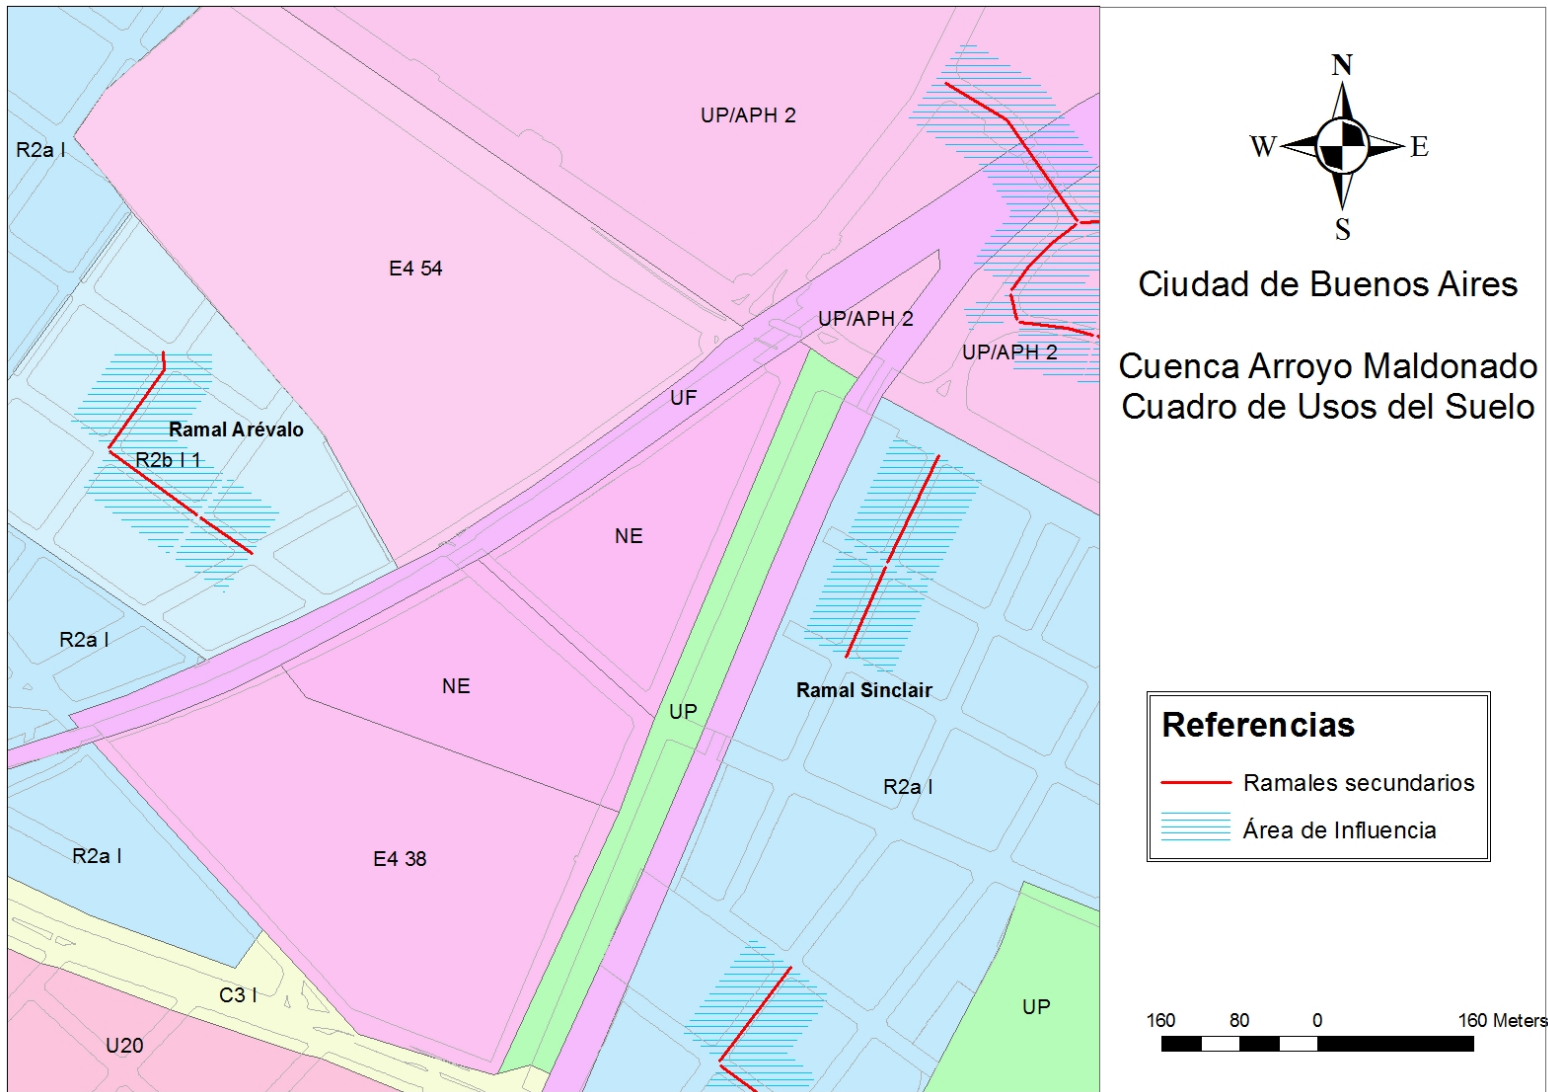 UP/APH 2
R2a I
E4 54
UP/APH 2
UP/APH 2
UF
Ramal Arévalo
R2b I 1
NE
R2a I
NE
Ramal Sinclair
UP
R2a I
R2a I
E4 38
C3 I
UP
U20
N
W E
S
Ciudad de Buenos Aires
Cuenca Arroyo Maldonado
Cuadro de Usos del Suelo
Referencias
Ramales secundarios
Área de Influencia
160 80 0 160 Meters